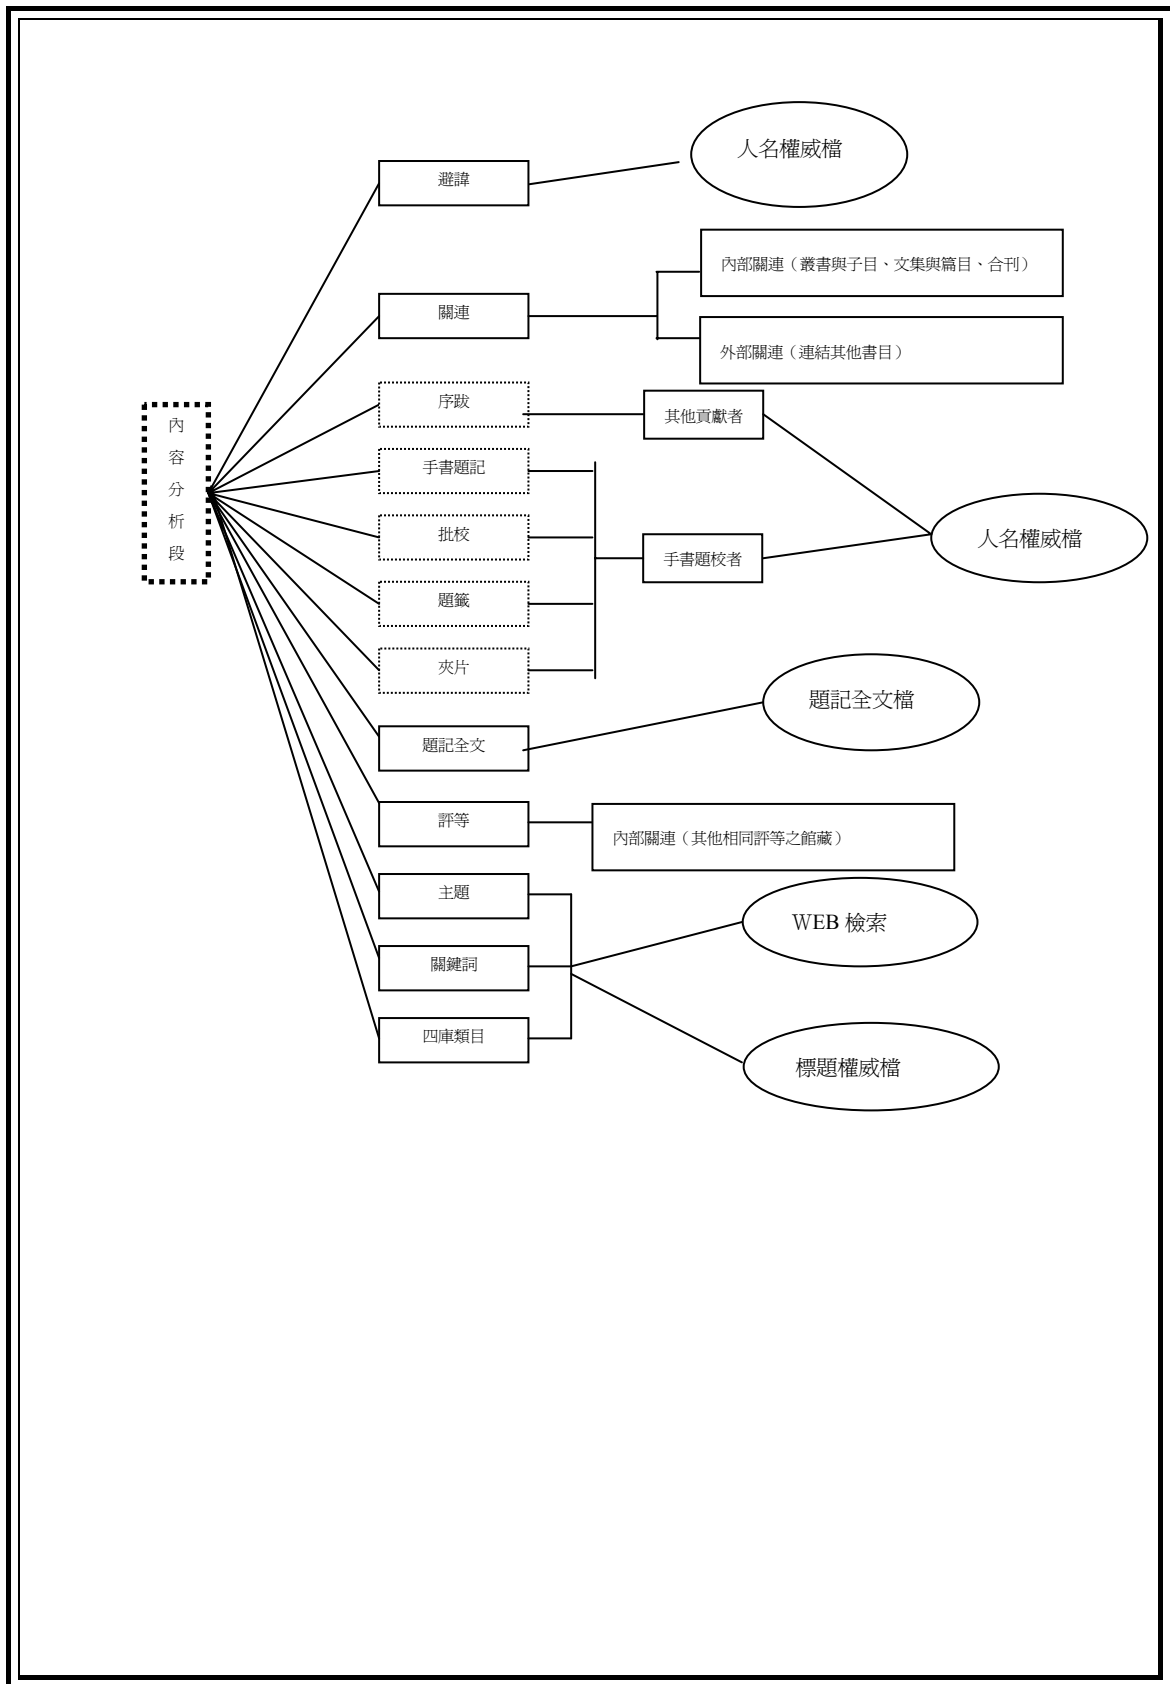 人名權威檔
避諱
內部關連（叢書與子目、文集與篇目、合刊）
關連
外部關連（連結其他書目）
序跋
其他貢獻者
內
容
分
析
段
手書題記
批校
人名權威檔
手書題校者
題籤
夾片
題記全文檔
題記全文
評等
內部關連（其他相同評等之館藏）
主題
WEB 檢索
關鍵詞
四庫類目
標題權威檔